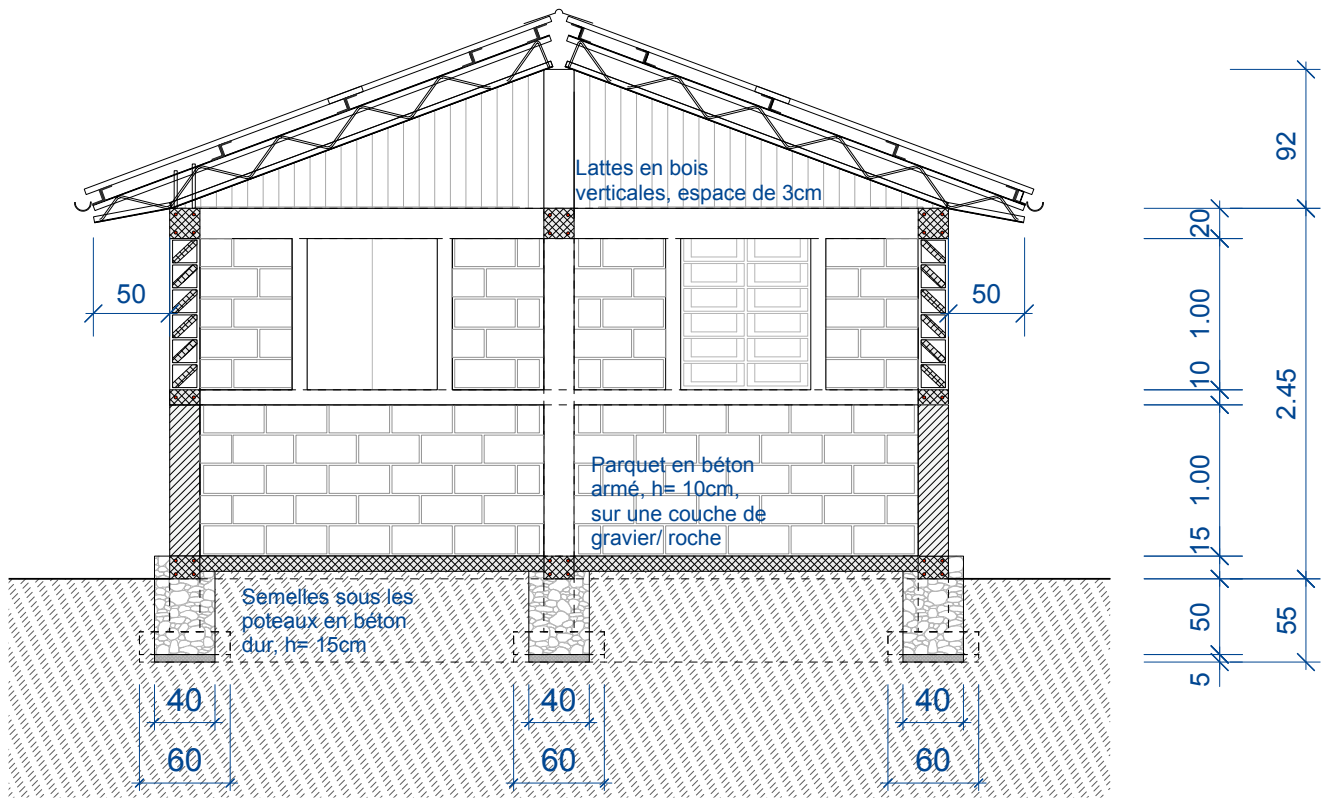 Lattes en bois
verticales, espace de 3cm
50
50
Parquet en béton
armé, h= 10cm,
sur une couche de
gravier/ roche
Semelles sous les
poteaux en béton
dur, h= 15cm
40
40
40
60
60
60
92
20
1.00
10
2.45
1.00
15
50
55
5